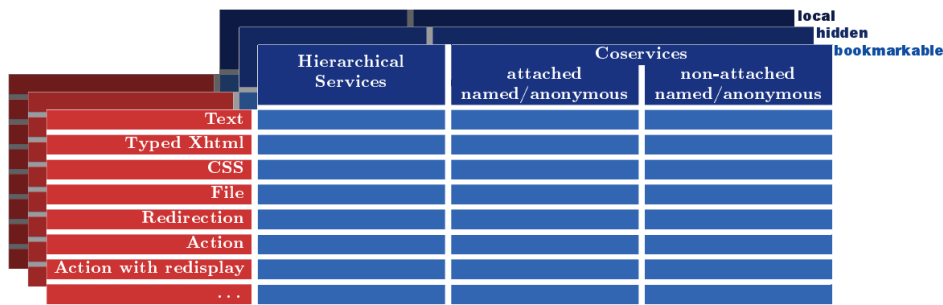 local
hidden
bookmarkable
Hierarchical
Services
Coservices
attached
named/anonymous
non-attached
named/anonymous
Text
Typed Xhtml
CSS
File
Redirection
Action
Action with redisplay
...